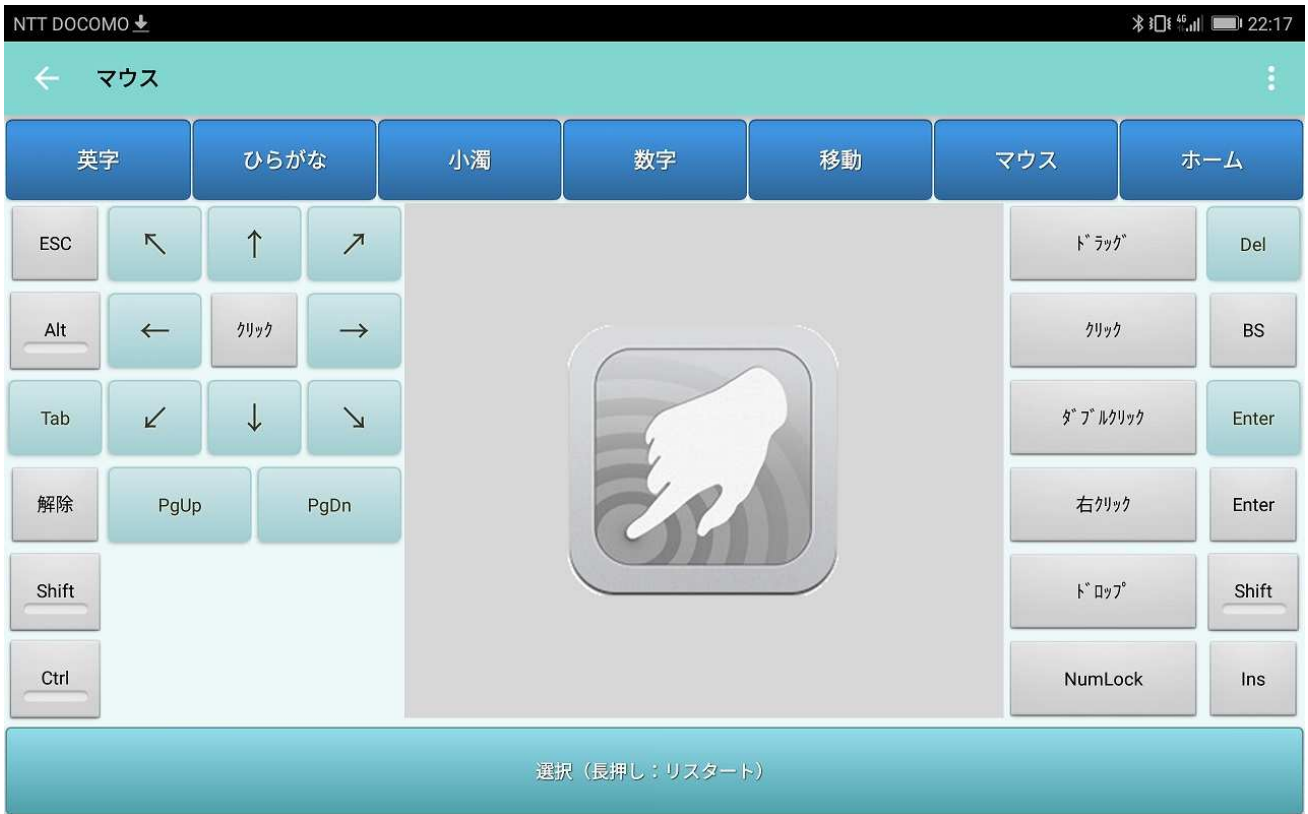 NTT DOCOMO 4G 22:17
← マウス
英字 ひらがな 小濁 数字 移動 マウス ホーム
ESC ↖ ↑ ↗ ﾄﾞﾗｯｸﾞ Del
Alt ← ｸﾘｯｸ → ｸﾘｯｸ BS
Tab ↙ ↓ ↘ ﾀﾞﾌﾞﾙｸﾘｯｸ Enter
解除 PgUp PgDn 右ｸﾘｯｸ Enter
Shift ﾄﾞﾛｯﾌﾟ Shift
Ctrl NumLock Ins
選択（長押し：リスタート）